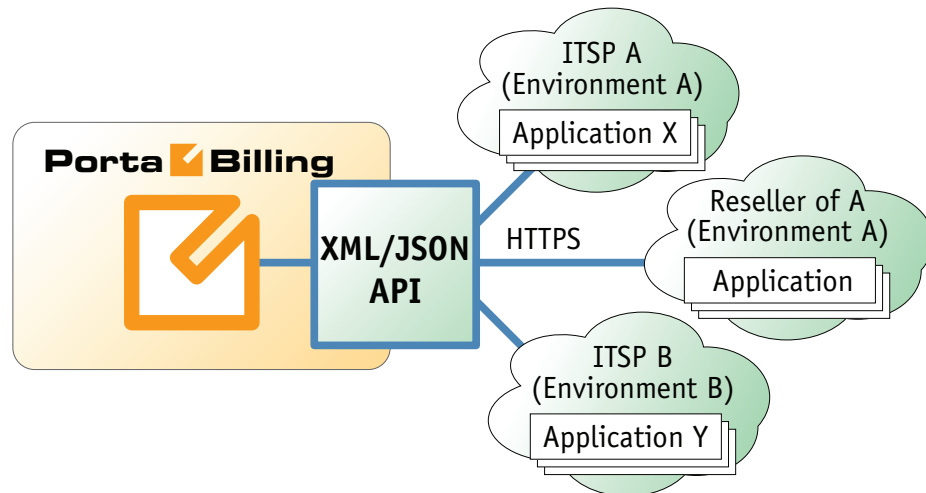 ITSP A
(Environment A)
Application X
Porta Billing
XML/JSON
API
HTTPS
Reseller of A
(Environment A)
Application
ITSP B
(Environment B)
Application Y